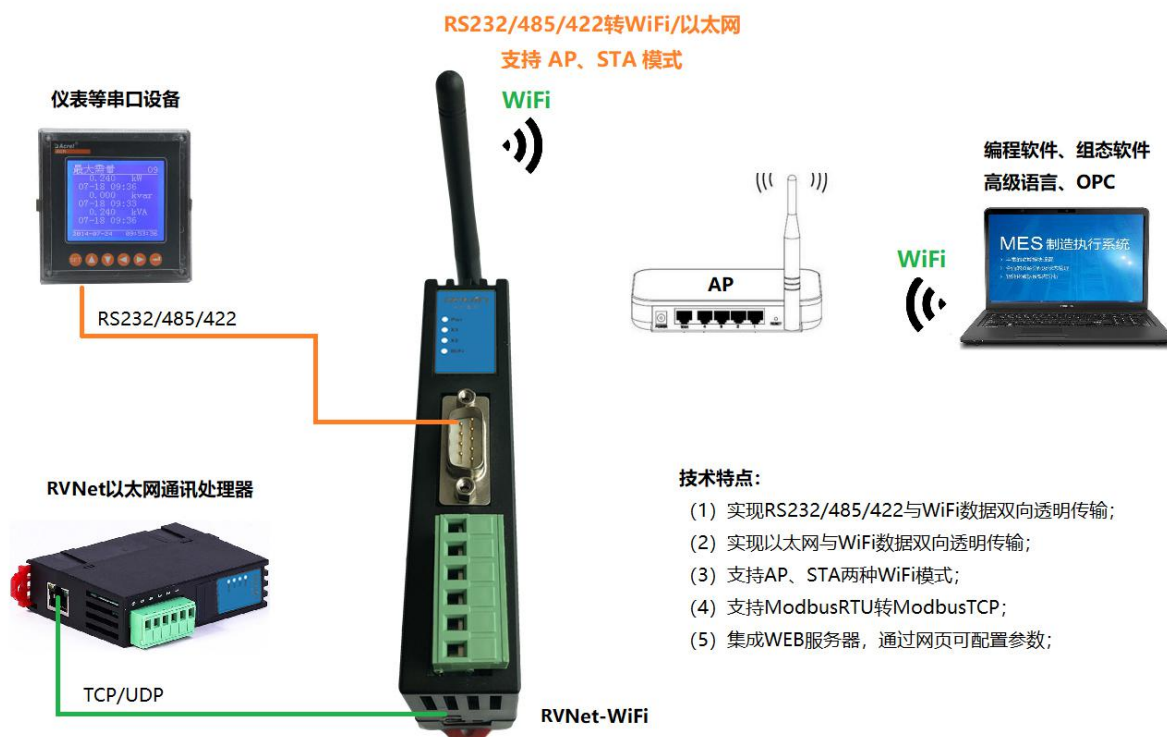 RS232/485/422转WiFi/以太网
支持 AP、STA 模式
仪表等串口设备
WiFi
Acrel
最大需量 09
0.240 kW
07-18 09:36
0.000 kvar
07-18 09:33
0.240 kVA
07-18 09:36
2014-07-24 09:53:36
RS232/485/422
AP
WiFi
编程软件、组态软件
高级语言、OPC
MES 制造执行系统
RVNet以太网通讯处理器
TCP/UDP
RVNet-WiFi
技术特点：
(1) 实现RS232/485/422与WiFi数据双向透明传输；
(2) 实现以太网与WiFi数据双向透明传输；
(3) 支持AP、STA两种WiFi模式；
(4) 支持ModbusRTU转ModbusTCP；
(5) 集成WEB服务器，通过网页可配置参数；